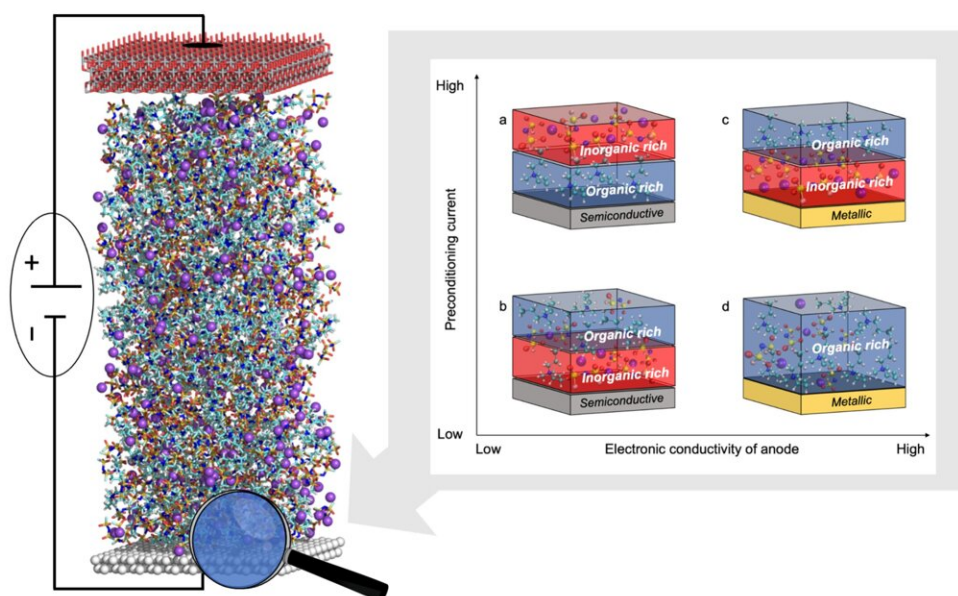 +
−
High
Preconditioning current
Low
a
Inorganic rich
Organic rich
Semiconductive
c
Organic rich
Inorganic rich
Metallic
b
Organic rich
Inorganic rich
Semiconductive
d
Organic rich
Metallic
Low
Electronic conductivity of anode
High